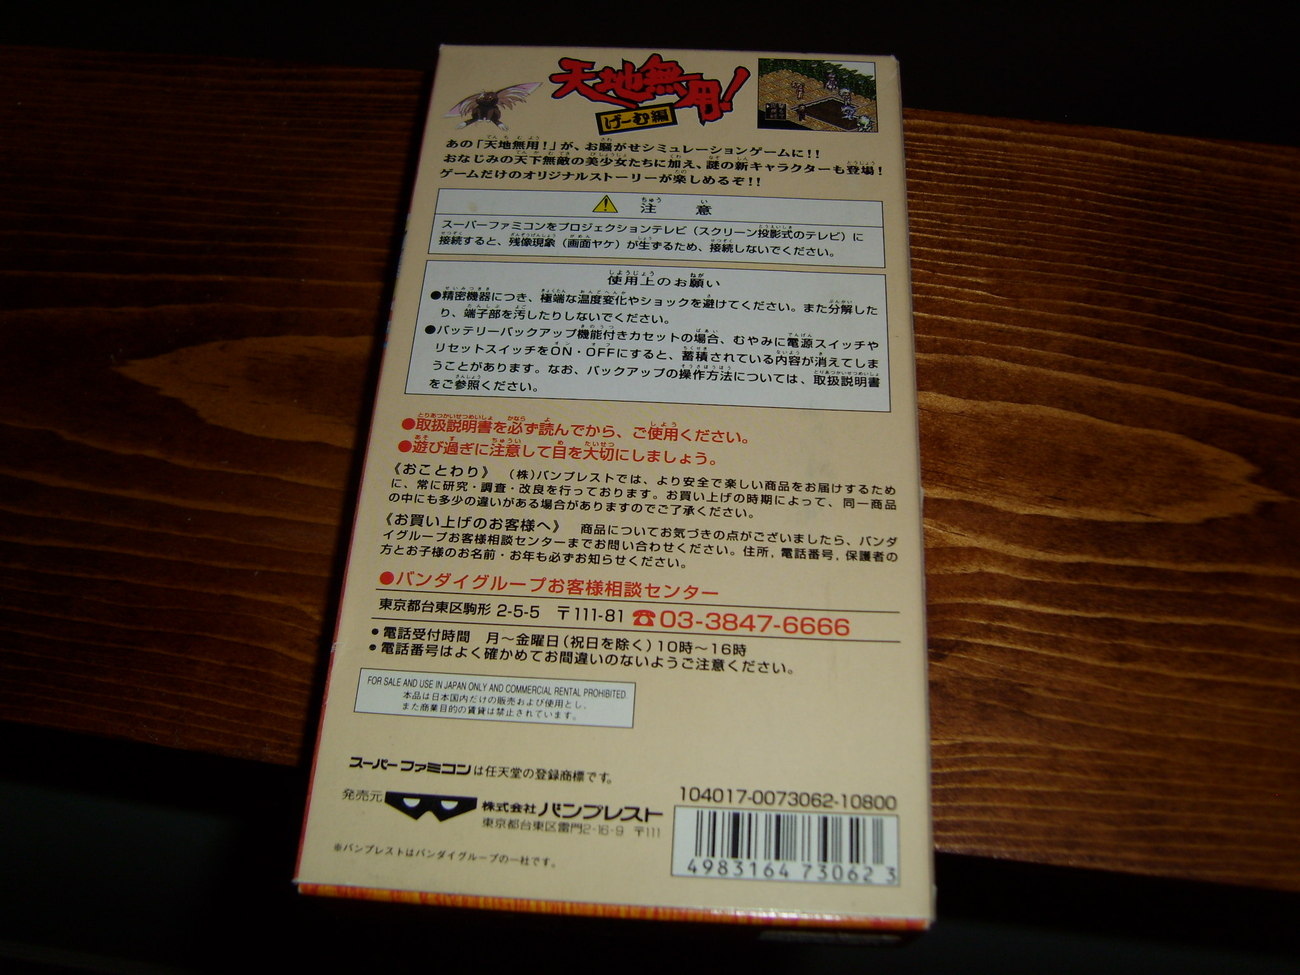 天地無用!
げーむ編
あの「天地無用!」が、お騒がせシミュレーションゲームに!!
おなじみの天下無敵の美少女たちに加え、謎の新キャラクターも登場!
ゲームだけのオリジナルストーリーが楽しめるぞ!!
注意
スーパーファミコンをプロジェクションテレビ（スクリーン投影式のテレビ）に
接続すると、残像現象（画面ヤケ）が生ずるため、接続しないでください。
使用上のお願い
●精密機器につき、極端な温度変化やショックを避けてください。また分解した
り、端子部を汚したりしないでください。
●バッテリーバックアップ機能付きカセットの場合、むやみに電源スイッチや
リセットスイッチをON・OFFにすると、蓄積されている内容が消えてしま
うことがあります。なお、バックアップの操作方法については、取扱説明書
をご参照ください。
●取扱説明書を必ず読んでから、ご使用ください。
●遊び過ぎに注意して目を大切にしましょう。
《おことわり》 (株)バンプレストでは、より安全で楽しい商品をお届けするため
に、常に研究・調査・改良を行っております。お買い上げの時期によって、同一商品
の中にも多少の違いがある場合がありますのでご了承ください。
《お買い上げのお客様へ》 商品についてお気づきの点がございましたら、バンダ
イグループお客様相談センターまでお問い合わせください。住所,電話番号,保護者の
方とお子様のお名前・お年も必ずお知らせください。
●バンダイグループお客様相談センター
東京都台東区駒形 2-5-5 〒111-81 ☎03-3847-6666
●電話受付時間 月～金曜日(祝日を除く)10時～16時
●電話番号はよく確かめてお間違いのないようご注意ください。
FOR SALE AND USE IN JAPAN ONLY AND COMMERCIAL RENTAL PROHIBITED.
本品は日本国内だけの販売および使用とし、
また商業目的の賃貸は禁止されています。
スーパーファミコンは任天堂の登録商標です。
発売元 株式会社 バンプレスト
東京都台東区雷門2-16-9 〒111
※バンプレストはバンダイグループの一社です。
104017-0073062-10800
4983164 730623